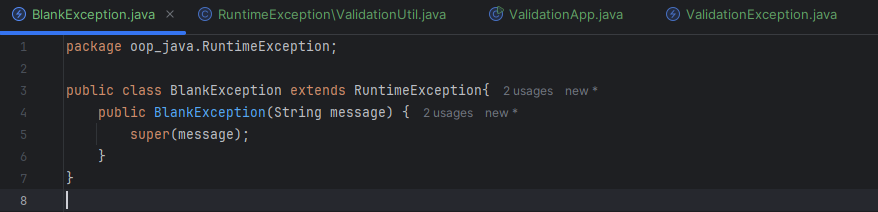 BlankException.java × RuntimeException\ValidationUtil.java ValidationApp.java ValidationException.java
1 package oop_java.RuntimeException;
2
3 public class BlankException extends RuntimeException{ 2 usages new *
4 public BlankException(String message) { 2 usages new *
5 super(message);
6 }
7 }
8